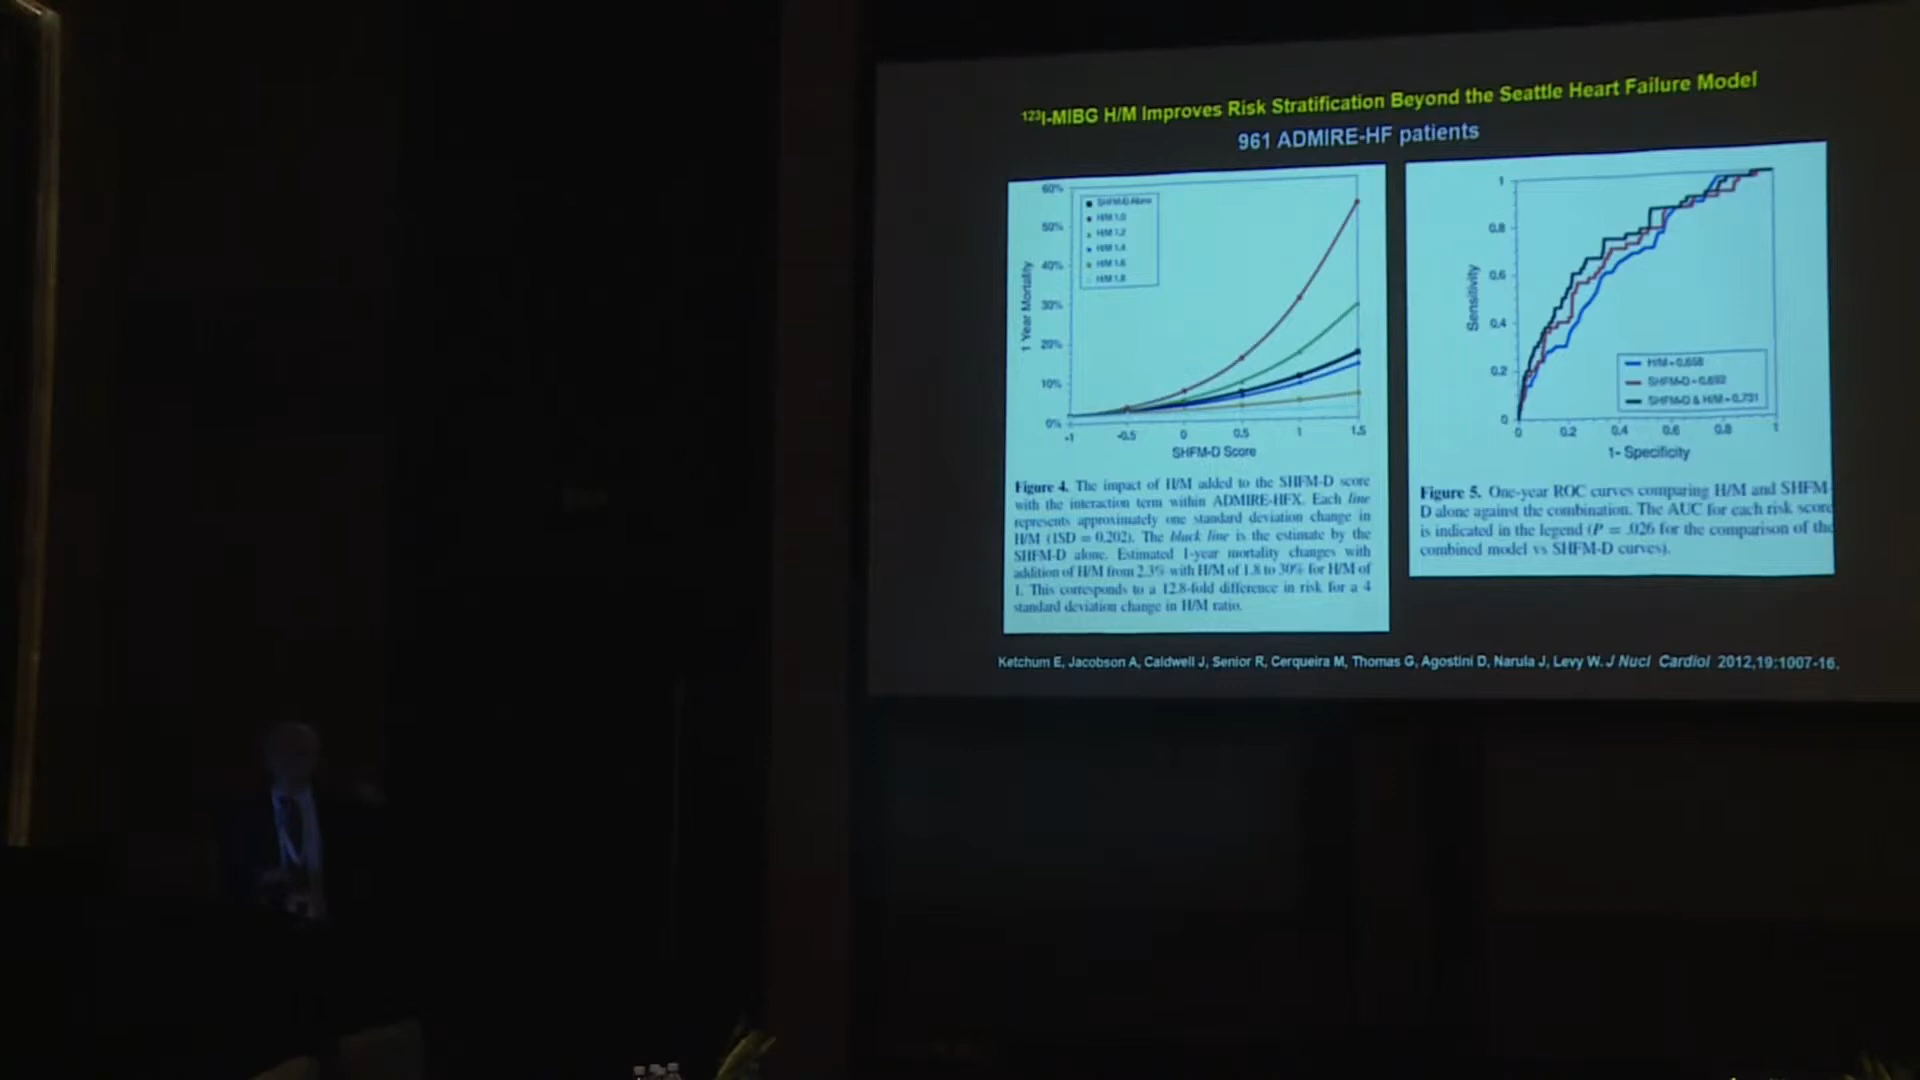 ¹²³I-MIBG H/M Improves Risk Stratification Beyond the Seattle Heart Failure Model
961 ADMIRE-HF patients
60%
50%
40%
30%
20%
10%
0%
1 Year Mortality
SHFM-D Alone
H/M 1.0
H/M 1.2
H/M 1.4
H/M 1.6
H/M 1.8
-1
-0.5
0
0.5
1
1.5
SHFM-D Score
Figure 4. The impact of H/M added to the SHFM-D score
with the interaction term within ADMIRE-HFX. Each line
represents approximately one standard deviation change in
H/M (1SD = 0.202). The black line is the estimate by the
SHFM-D alone. Estimated 1-year mortality changes with
addition of H/M from 2.3% with H/M of 1.8 to 30% for H/M of
1. This corresponds to a 12.8-fold difference in risk for a 4
standard deviation change in H/M ratio.
1
0.8
0.6
0.4
0.2
0
Sensitivity
H/M - 0.658
SHFM-D - 0.692
SHFM-D & H/M - 0.731
0
0.2
0.4
0.6
0.8
1
1- Specificity
Figure 5. One-year ROC curves comparing H/M and SHFM-
D alone against the combination. The AUC for each risk score
is indicated in the legend (P = .026 for the comparison of the
combined model vs SHFM-D curves).
Ketchum E, Jacobson A, Caldwell J, Senior R, Cerqueira M, Thomas G, Agostini D, Narula J, Levy W. J Nucl Cardiol 2012,19:1007-16.